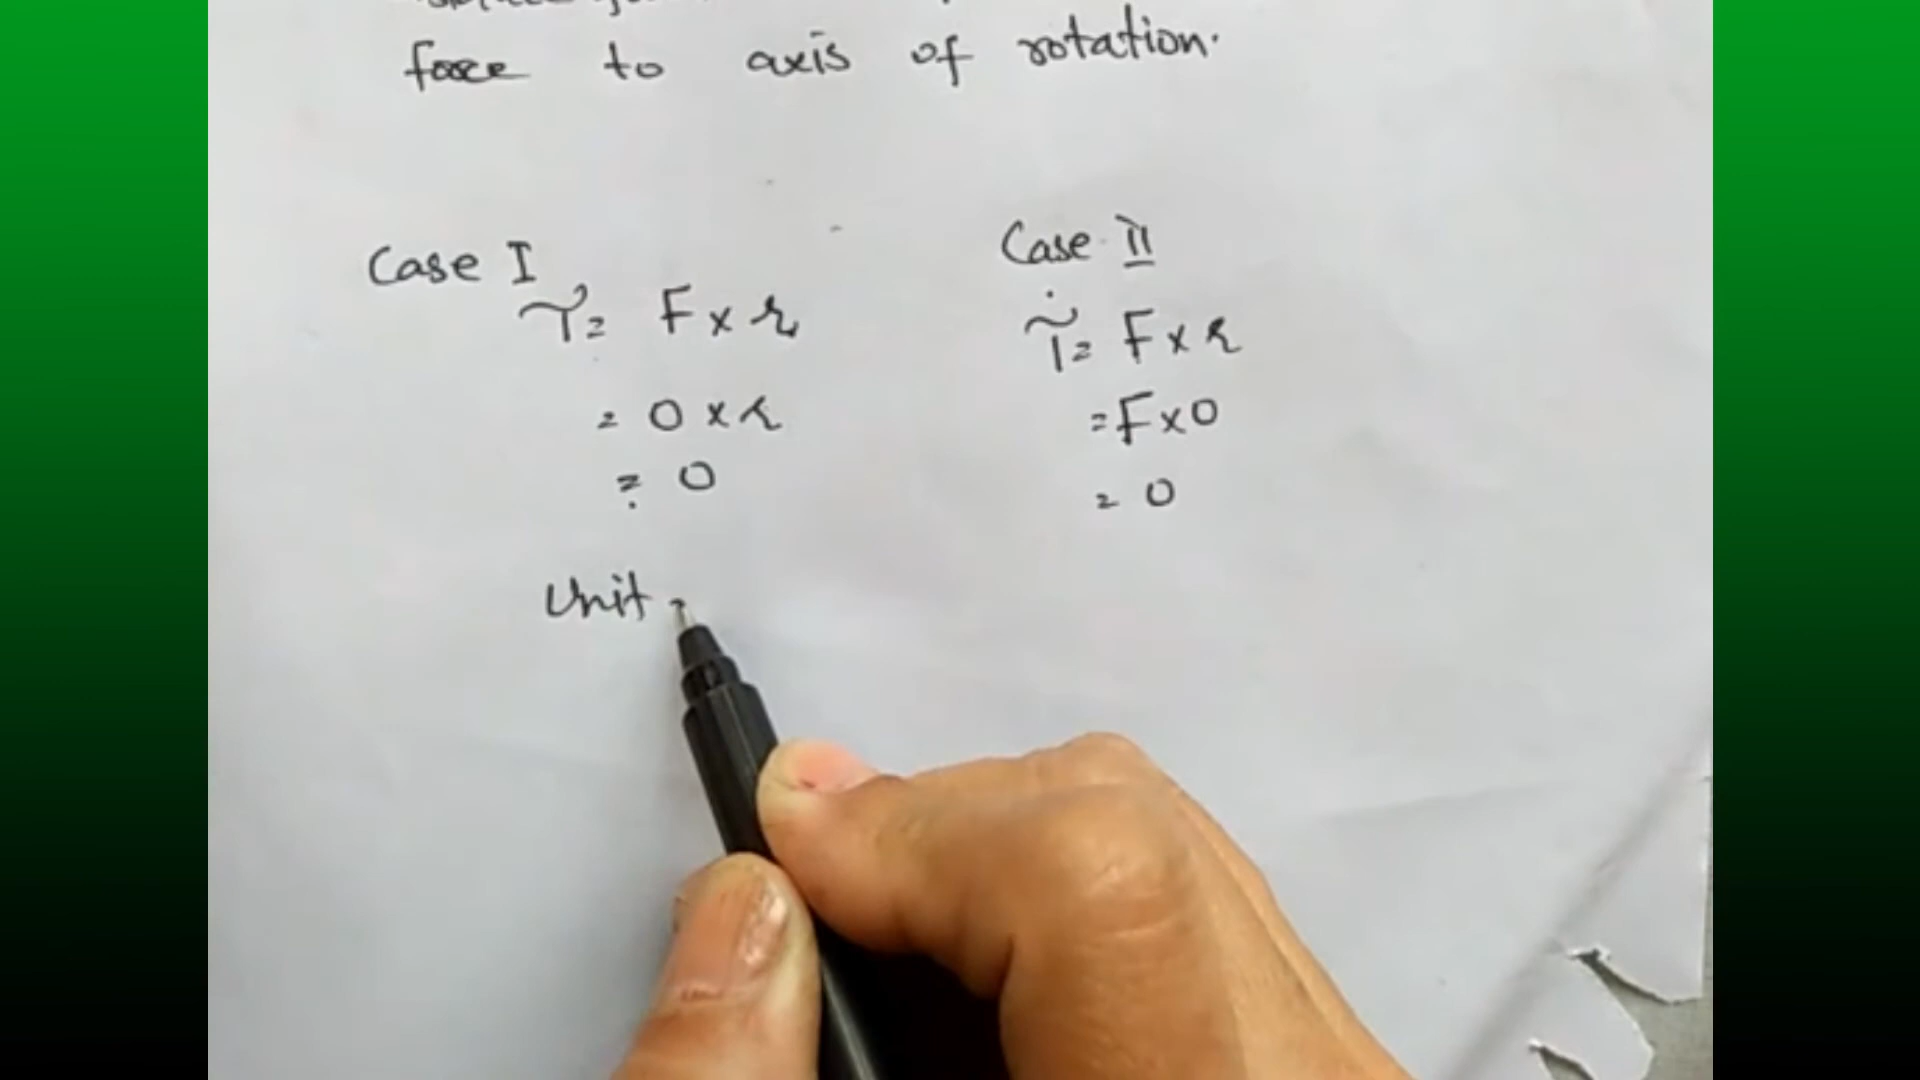 force to axis of rotation.
Case I
τ = F × r
= 0 × r
= 0
Case II
τ = F × r
= F × 0
= 0
Unit